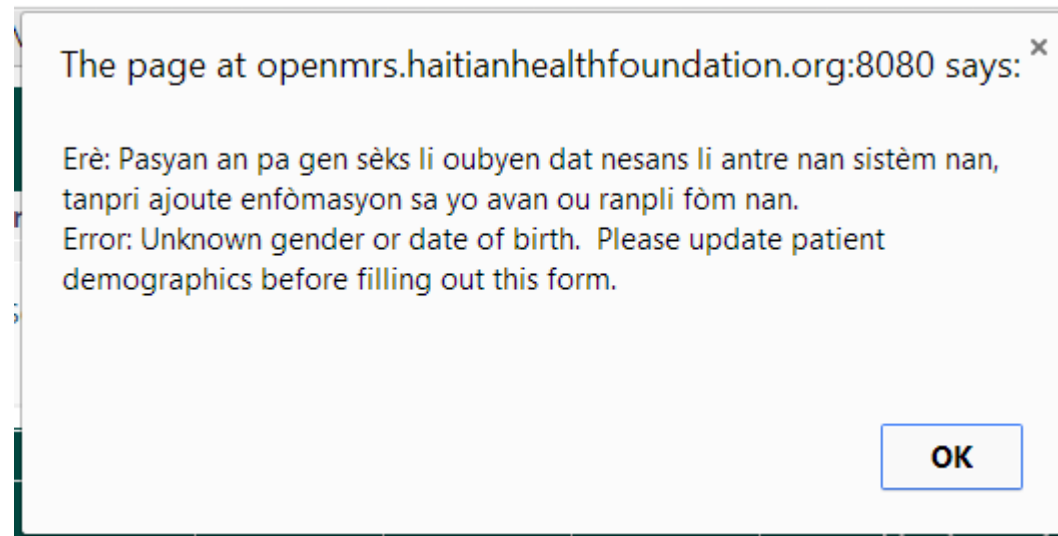 The page at openmrs.haitianhealthfoundation.org:8080 says:
Erè: Pasyan an pa gen sèks li oubyen dat nesans li antre nan sistèm nan,
tanpri ajoute enfòmasyon sa yo avan ou ranpli fòm nan.
Error: Unknown gender or date of birth.  Please update patient
demographics before filling out this form.
OK